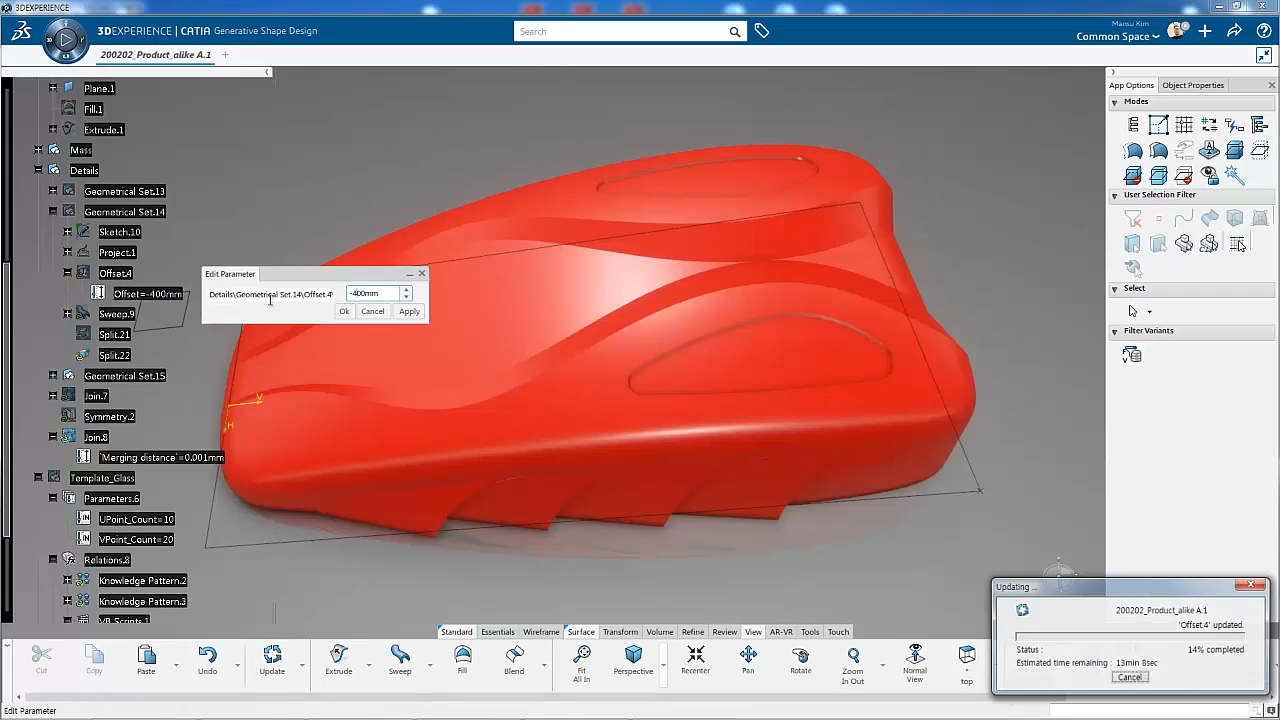 3DEXPERIENCE
3DEXPERIENCE | CATIA Generative Shape Design
Search
Mansu Kim
Common Space
200202_Product_alike A.1
Plane.1
Fill.1
Extrude.1
Mass
Details
Geometrical Set.13
Geometrical Set.14
Sketch.10
Project.1
Offset.4
Offset=-400mm
Sweep.9
Split.21
Split.22
Geometrical Set.15
Join.7
Symmetry.2
Join.8
`Merging distance`=0.001mm
Template_Glass
Parameters.6
UPoint_Count=10
VPoint_Count=20
Relations.8
Knowledge Pattern.2
Knowledge Pattern.3
VB Scripts.1
Edit Parameter
Details\Geometrical Set.14\Offset.4\
-400mm
Ok Cancel Apply
V
H
App Options Object Properties
Modes
User Selection Filter
Select
Filter Variants
Updating ...
200202_Product_alike A.1
'Offset.4' updated.
Status : 14% completed
Estimated time remaining : 13min 8sec
Cancel
Standard Essentials Wireframe Surface Transform Volume Refine Review View AR-VR Tools Touch
Cut Copy Paste Undo Update Extrude Sweep Fill Blend Fit All In Perspective Recenter Pan Rotate Zoom In Out Normal View top
Edit Parameter